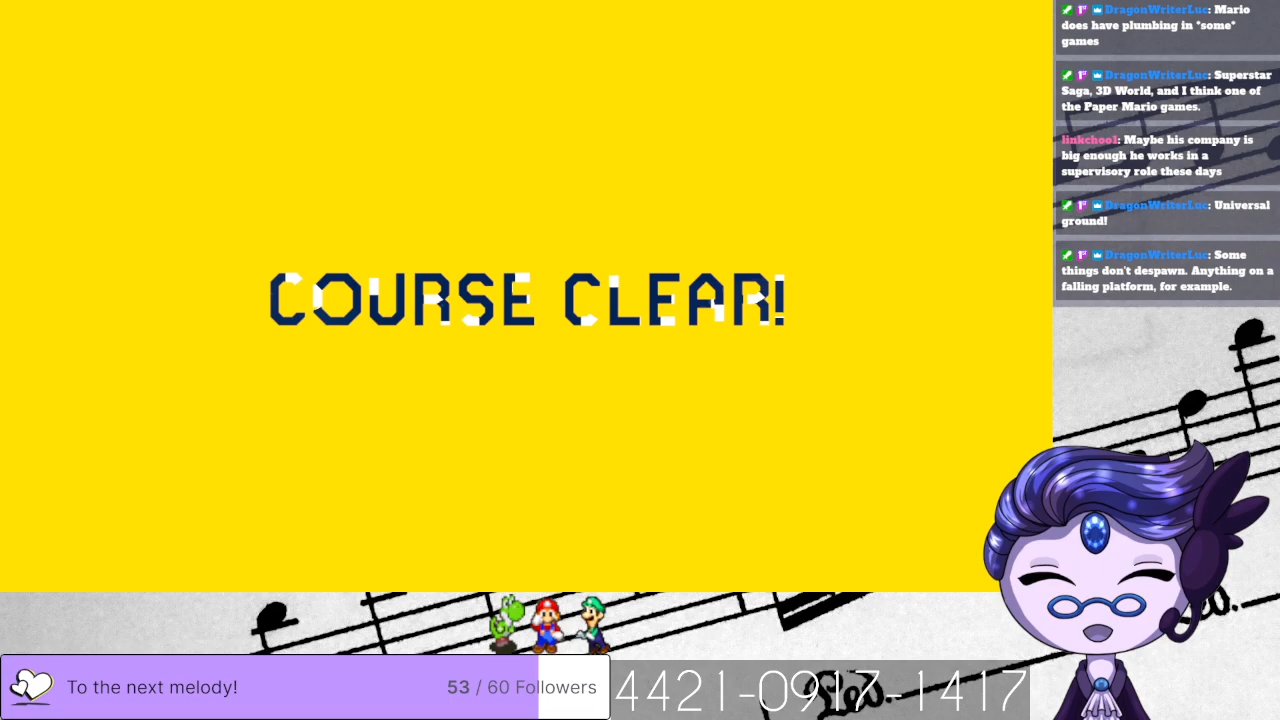 DragonWriterLuc: Mario
does have plumbing in *some*
games
DragonWriterLuc: Superstar
Saga, 3D World, and I think one of
the Paper Mario games.
linkchool: Maybe his company is
big enough he works in a
supervisory role these days
DragonWriterLuc: Universal
ground!
DragonWriterLuc: Some
things don't despawn. Anything on a
falling platform, for example.
COURSE CLEAR!
To the next melody!
53 / 60 Followers
4421-0917-1417